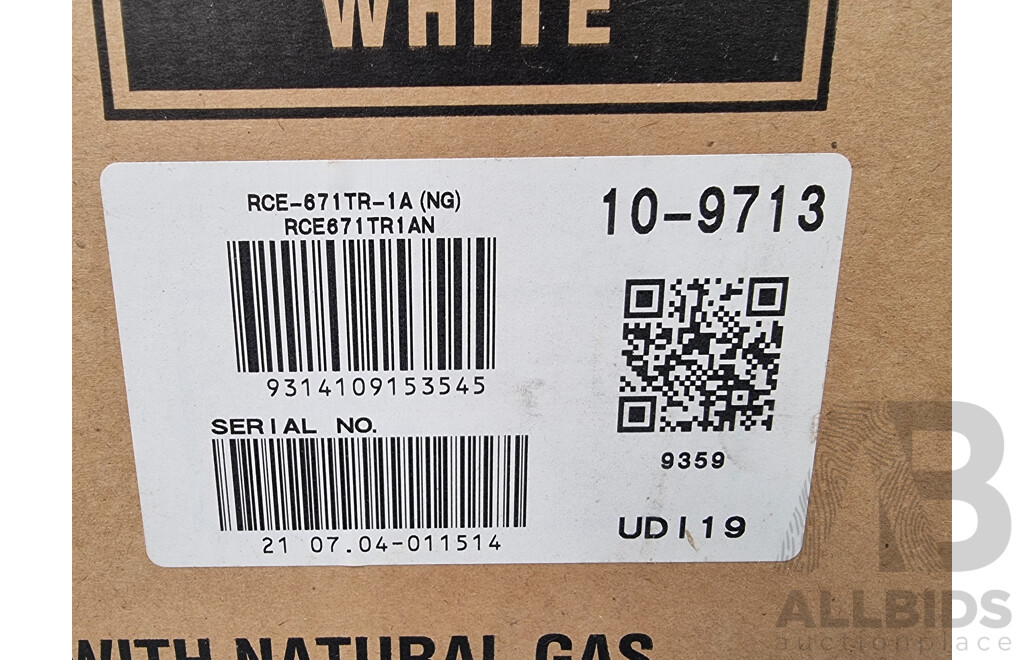 WHITE
RCE-671TR-1A (NG)
RCE671TR1AN
10-9713
9314109153545
SERIAL NO.
21 07.04-011514
9359
UDI19
WITH NATURAL GAS
ALLBIDS
auctionplace